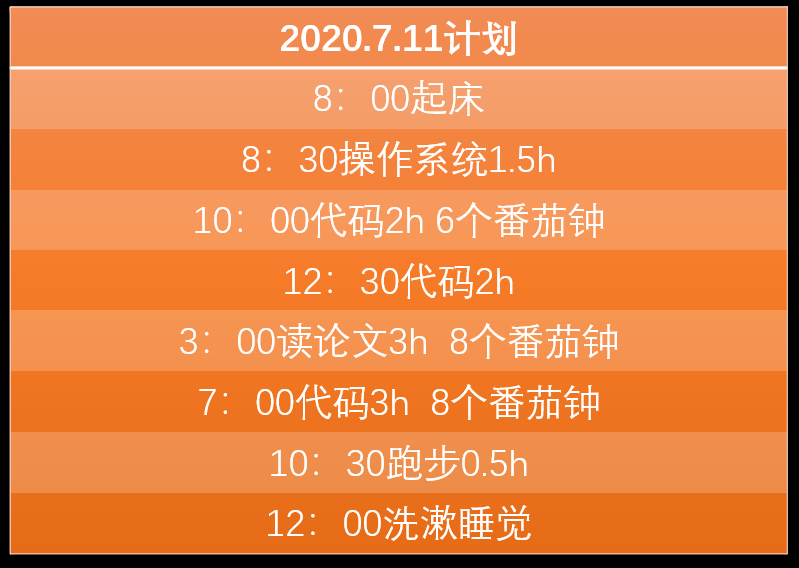 2020.7.11计划
8：00起床
8：30操作系统1.5h
10：00代码2h 6个番茄钟
12：30代码2h
3：00读论文3h  8个番茄钟
7：00代码3h  8个番茄钟
10：30跑步0.5h
12：00洗漱睡觉